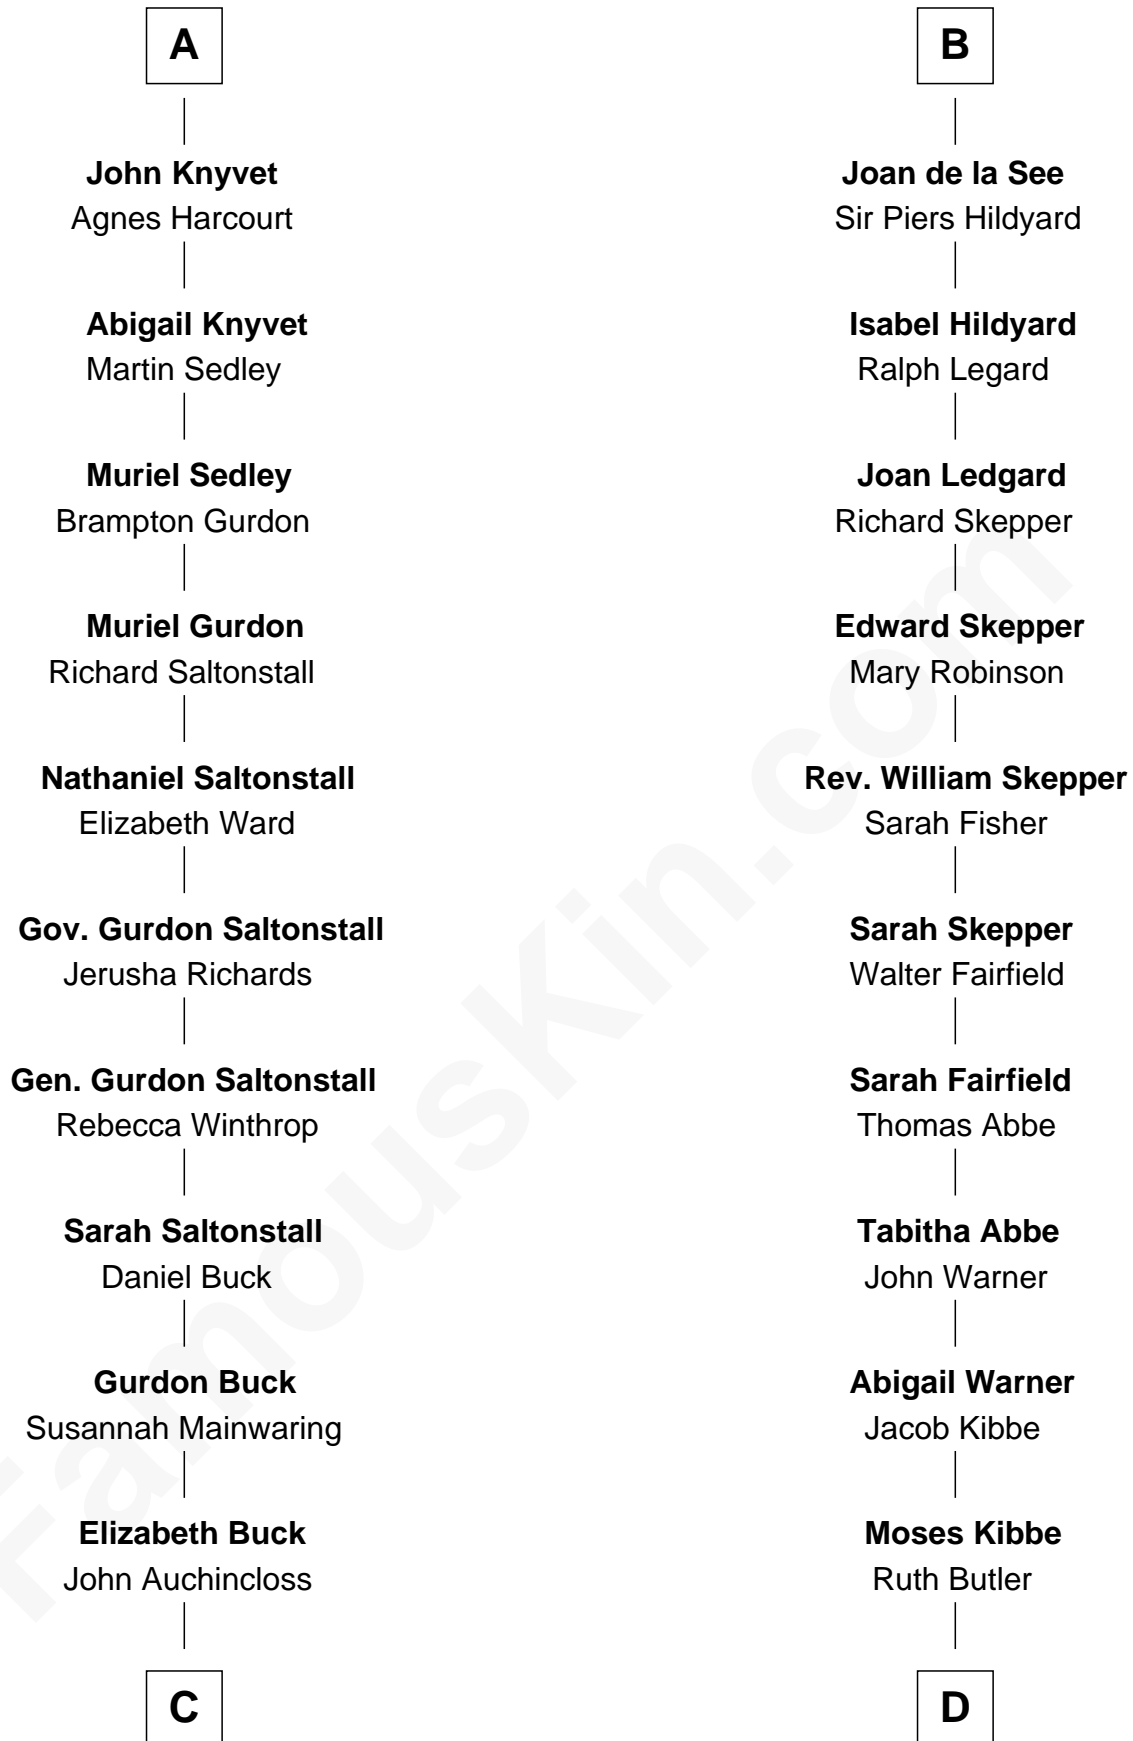 A
John Knyvet
Agnes Harcourt
Abigail Knyvet
Martin Sedley
Muriel Sedley
Brampton Gurdon
Muriel Gurdon
Richard Saltonstall
Nathaniel Saltonstall
Elizabeth Ward
Gov. Gurdon Saltonstall
Jerusha Richards
Gen. Gurdon Saltonstall
Rebecca Winthrop
Sarah Saltonstall
Daniel Buck
Gurdon Buck
Susannah Mainwaring
Elizabeth Buck
John Auchincloss
C
B
Joan de la See
Sir Piers Hildyard
Isabel Hildyard
Ralph Legard
Joan Ledgard
Richard Skepper
Edward Skepper
Mary Robinson
Rev. William Skepper
Sarah Fisher
Sarah Skepper
Walter Fairfield
Sarah Fairfield
Thomas Abbe
Tabitha Abbe
John Warner
Abigail Warner
Jacob Kibbe
Moses Kibbe
Ruth Butler
D
FamousKin.com